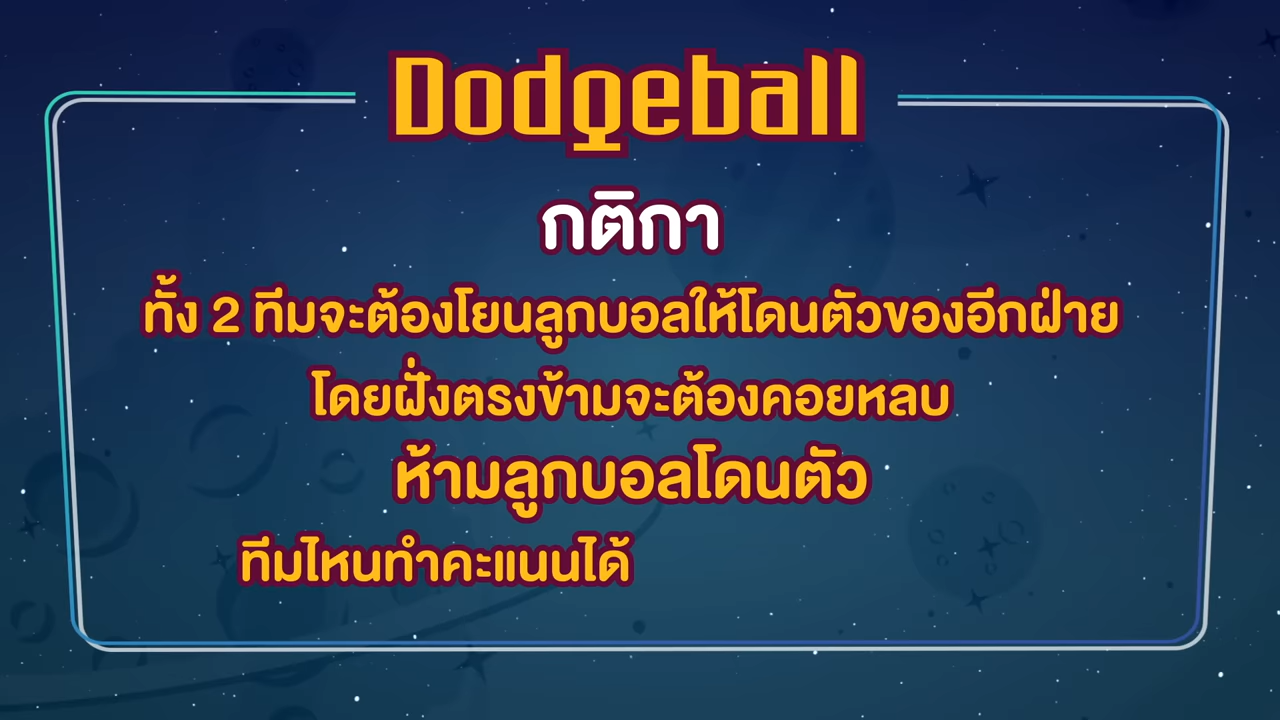 Dodgeball
กติกา
ทั้ง 2 ทีมจะต้องโยนลูกบอลให้โดนตัวของอีกฝ่าย
โดยฝั่งตรงข้ามจะต้องคอยหลบ
ห้ามลูกบอลโดนตัว
ทีมไหนทำคะแนนได้